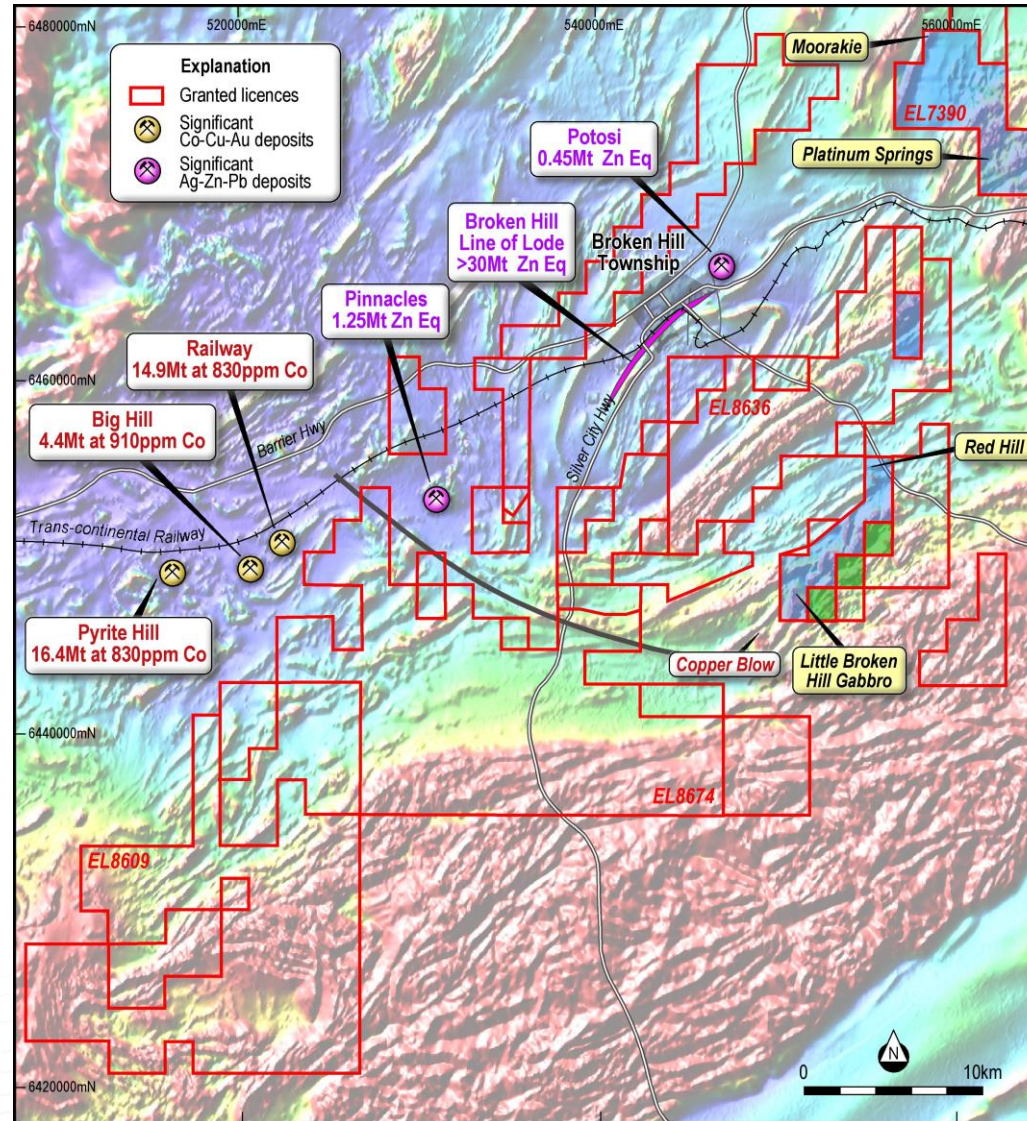 6480000mN
520000mE
540000mE
560000mE
Explanation
Granted licences
Significant
Co-Cu-Au deposits
Significant
Ag-Zn-Pb deposits
Moorakie
EL7390
Potosi
0.45Mt Zn Eq
Platinum Springs
Broken Hill
Line of Lode
>30Mt Zn Eq
Broken Hill
Township
Pinnacles
1.25Mt Zn Eq
Railway
14.9Mt at 830ppm Co
6460000mN
Big Hill
4.4Mt at 910ppm Co
Barrier Hwy
Silver City Hwy
EL8636
Red Hill
Trans-continental Railway
Pyrite Hill
16.4Mt at 830ppm Co
Copper Blow
Little Broken
Hill Gabbro
6440000mN
EL8674
EL8609
N
0
10km
6420000mN